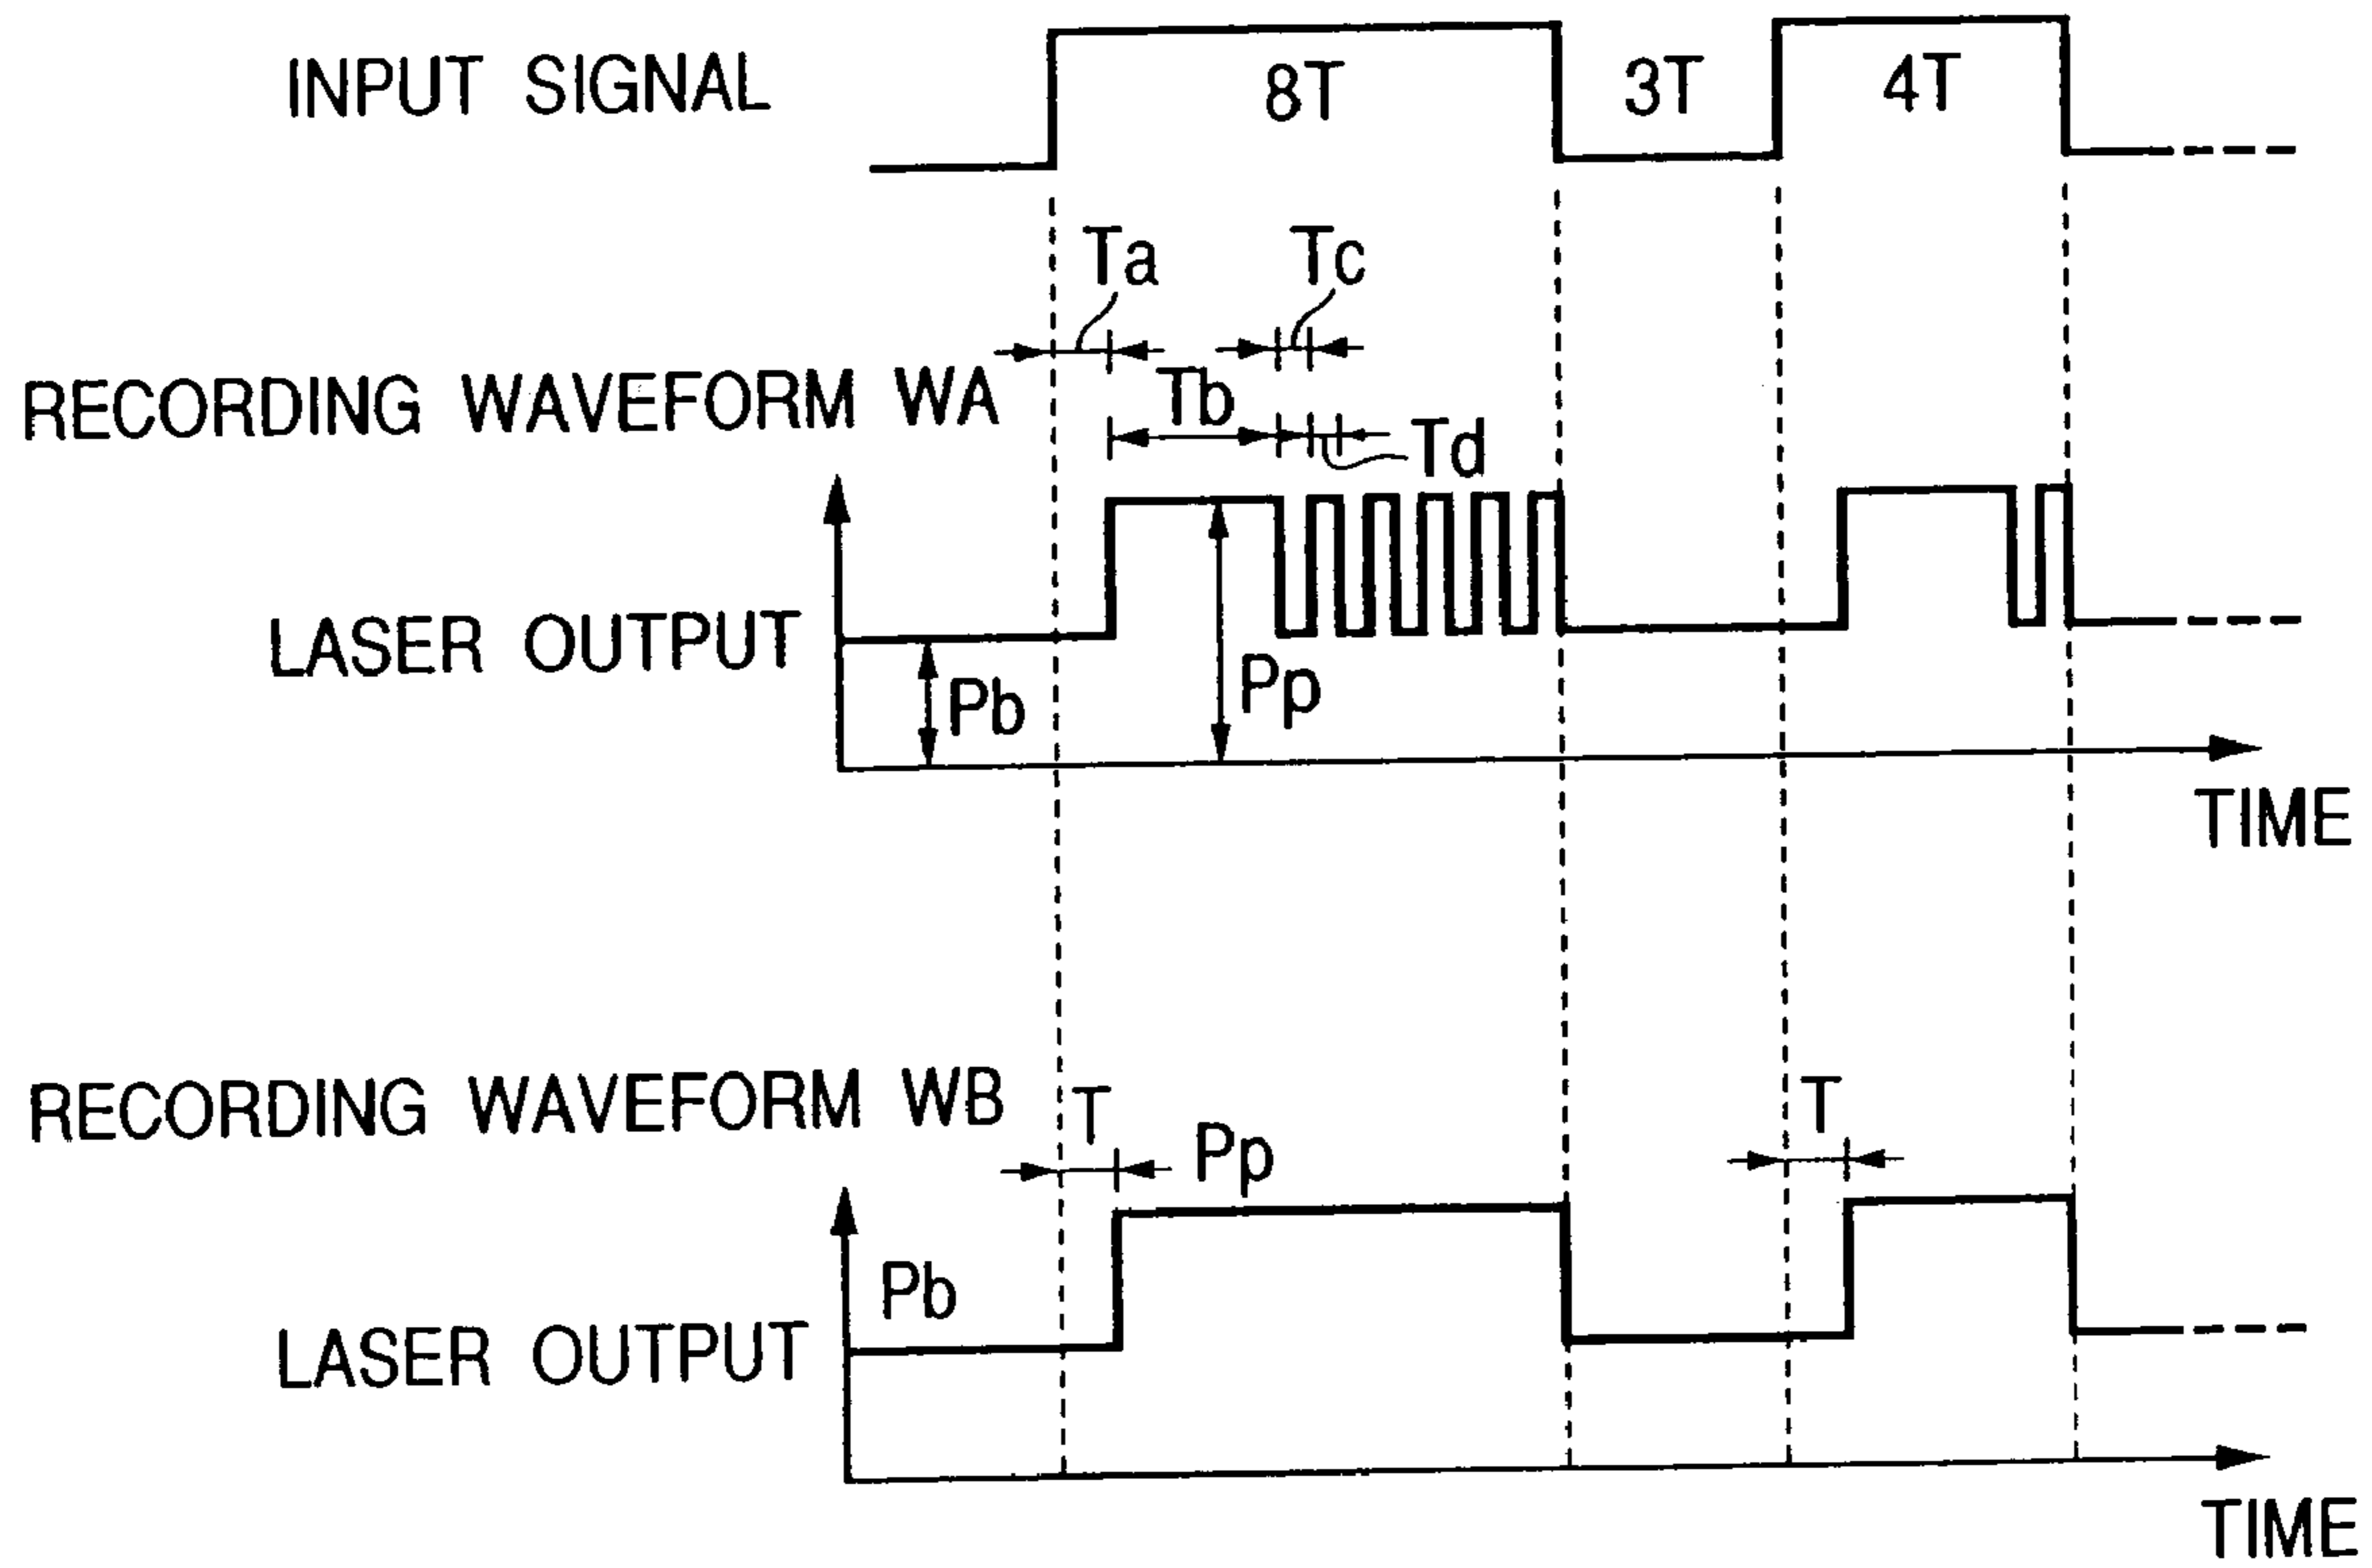 INPUT SIGNAL
8T
3T
4T
Ta
Tc
RECORDING WAVEFORM WA
Tb
Td
LASER OUTPUT
Pb
Pp
TIME
RECORDING WAVEFORM WB
T
Pp
T
Pb
LASER OUTPUT
TIME